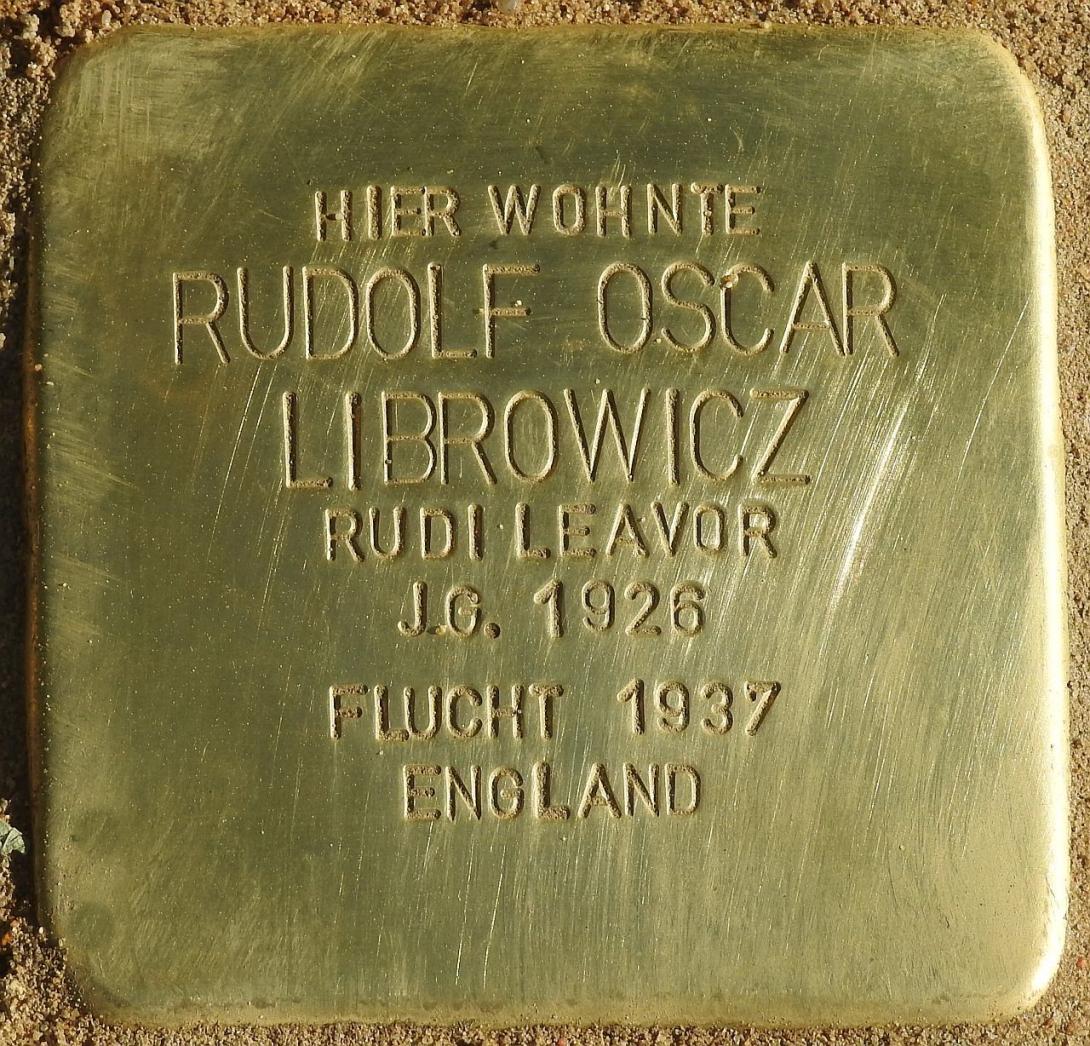 HIER WOHNTE
RUDOLF OSCAR
LIBROWICZ
RUDI LEAVOR
J.G. 1926
FLUCHT 1937
ENGLAND